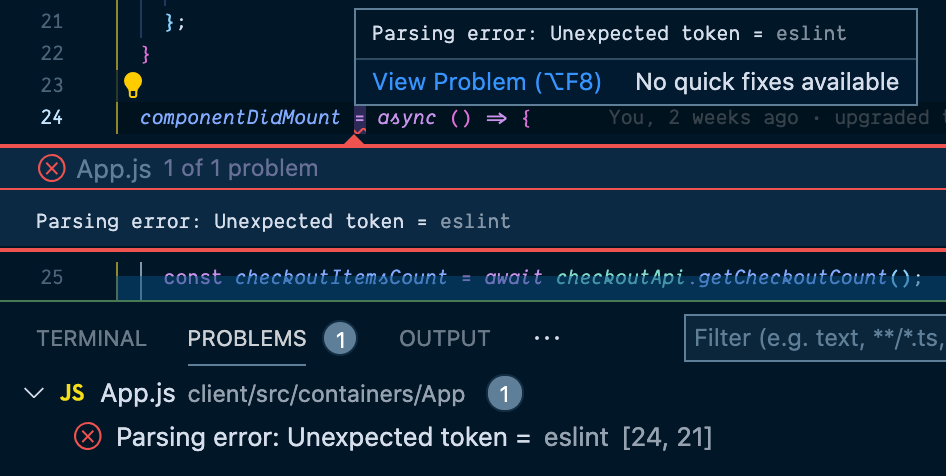 21 };
Parsing error: Unexpected token = eslint
22 }
View Problem (⌥F8) No quick fixes available
23
24 componentDidMount = async () => { You, 2 weeks ago · upgraded
App.js 1 of 1 problem
Parsing error: Unexpected token = eslint
25 const checkoutItemsCount = await checkoutApi.getCheckoutCount();
TERMINAL PROBLEMS 1 OUTPUT ··· Filter (e.g. text, **/*.ts,
JS App.js client/src/containers/App 1
Parsing error: Unexpected token = eslint [24, 21]